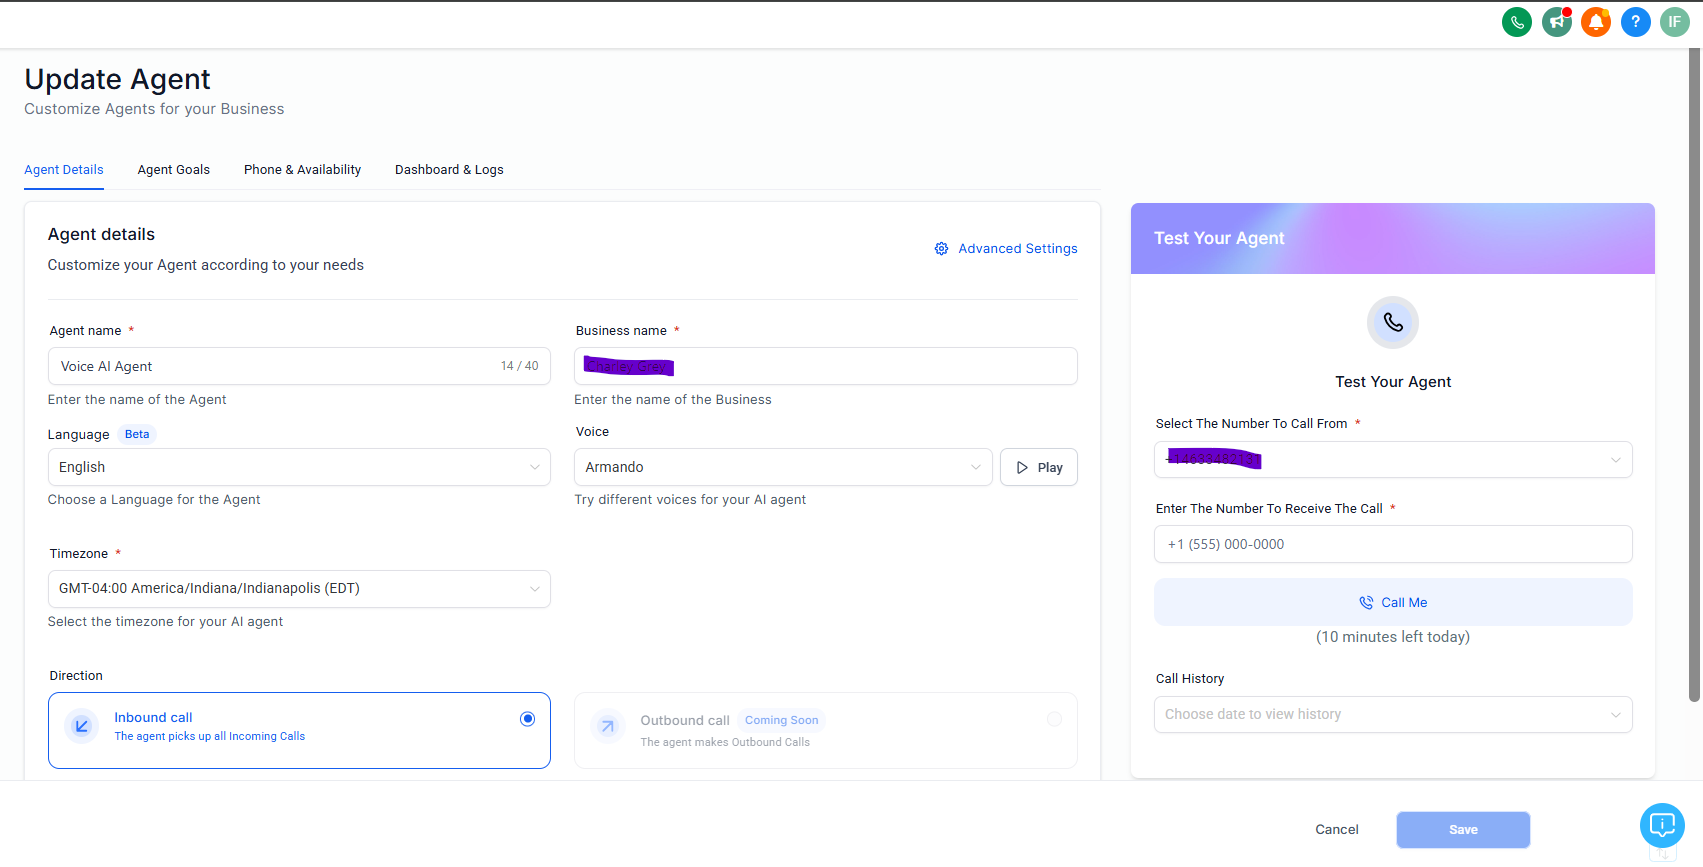 IF
Update Agent
Customize Agents for your Business
Agent Details
Agent Goals
Phone & Availability
Dashboard & Logs
Agent details
Customize your Agent according to your needs
Advanced Settings
Agent name *
Voice AI Agent
14 / 40
Enter the name of the Agent
Business name *
Enter the name of the Business
Language Beta
English
Choose a Language for the Agent
Voice
Armando
Play
Try different voices for your AI agent
Timezone *
GMT-04:00 America/Indiana/Indianapolis (EDT)
Select the timezone for your AI agent
Direction
Inbound call
The agent picks up all Incoming Calls
Outbound call Coming Soon
The agent makes Outbound Calls
Test Your Agent
Test Your Agent
Select The Number To Call From *
Enter The Number To Receive The Call *
+1 (555) 000-0000
Call Me
(10 minutes left today)
Call History
Choose date to view history
Cancel
Save